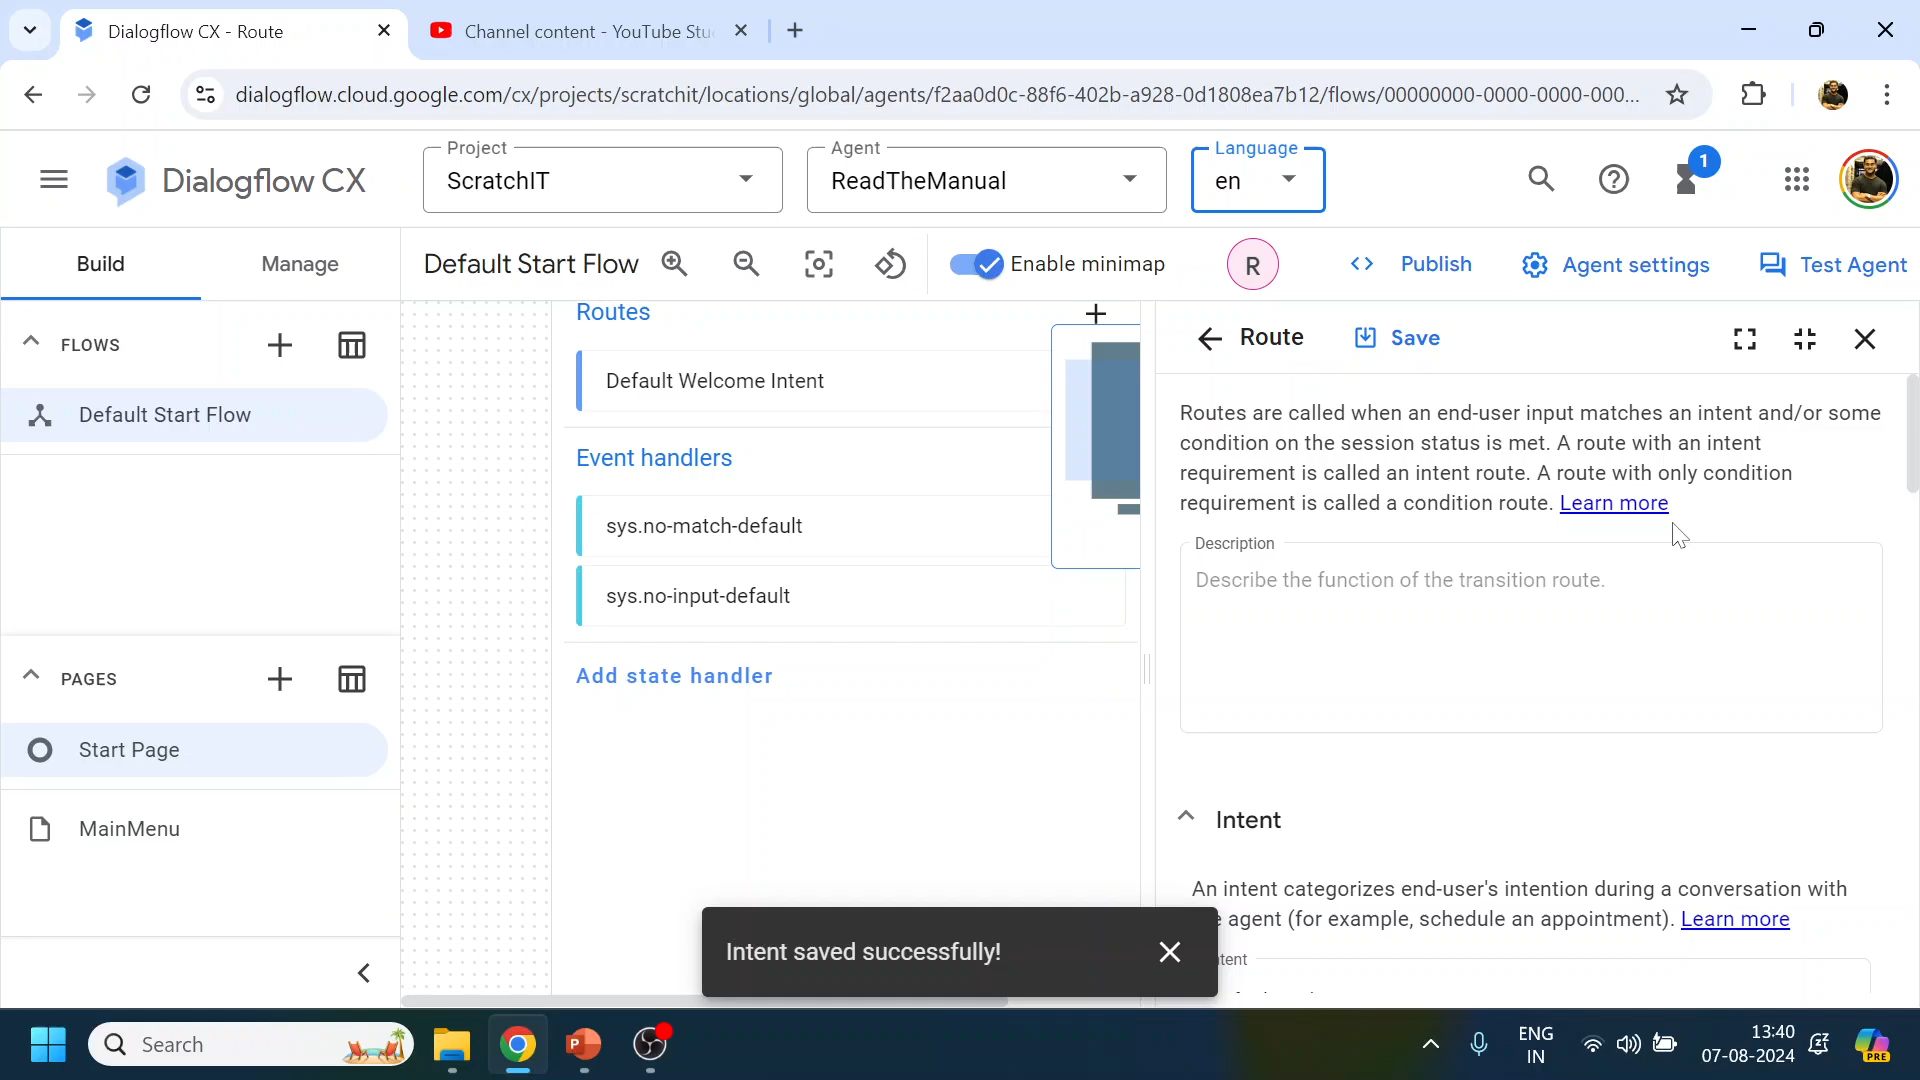 Dialogflow CX - Route
Channel content - YouTube Stu
dialogflow.cloud.google.com/cx/projects/scratchit/locations/global/agents/f2aa0d0c-88f6-402b-a928-0d1808ea7b12/flows/00000000-0000-0000-000...
Dialogflow CX
Project
ScratchIT
Agent
ReadTheManual
Language
en
1
Build
Manage
Default Start Flow
Enable minimap
R
Publish
Agent settings
Test Agent
FLOWS
Default Start Flow
PAGES
Start Page
MainMenu
Routes
Default Welcome Intent
Event handlers
sys.no-match-default
sys.no-input-default
Add state handler
Route
Save
Routes are called when an end-user input matches an intent and/or some
condition on the session status is met. A route with an intent
requirement is called an intent route. A route with only condition
requirement is called a condition route. Learn more
Description
Describe the function of the transition route.
Intent
An intent categorizes end-user's intention during a conversation with
agent (for example, schedule an appointment). Learn more
Intent saved successfully!
Search
ENG
IN
13:40
07-08-2024
PRE